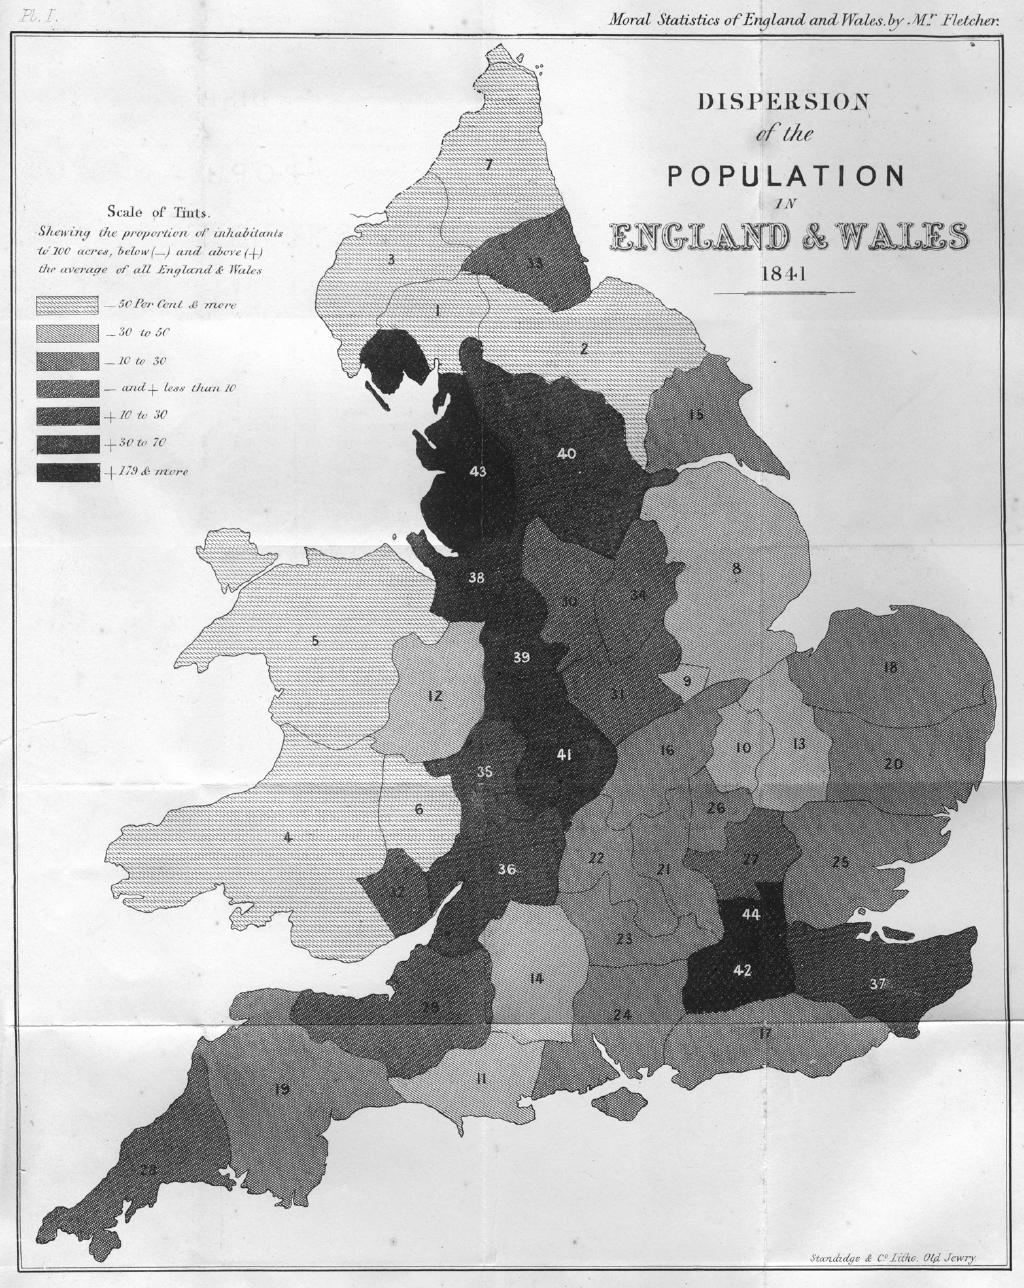 Pl. I.
Moral Statistics of England and Wales. by Mr. Fletcher.
DISPERSION
of the
POPULATION
IN
ENGLAND & WALES
1841
Scale of Tints.
Shewing the proportion of inhabitants
to 100 acres, below (—) and above (+)
the average of all England & Wales
— 50 Per Cent & more
— 30 to 50
— 10 to 30
— and + less than 10
+ 10 to 30
+ 30 to 70
+ 179 & more
7
3
33
1
2
15
43
40
8
38
30
34
5
39
12
31
9
18
41
16
10
13
20
35
6
26
4
36
22
21
27
25
32
44
23
42
14
37
24
17
11
19
28
Standidge & Co. Litho. Old Jewry